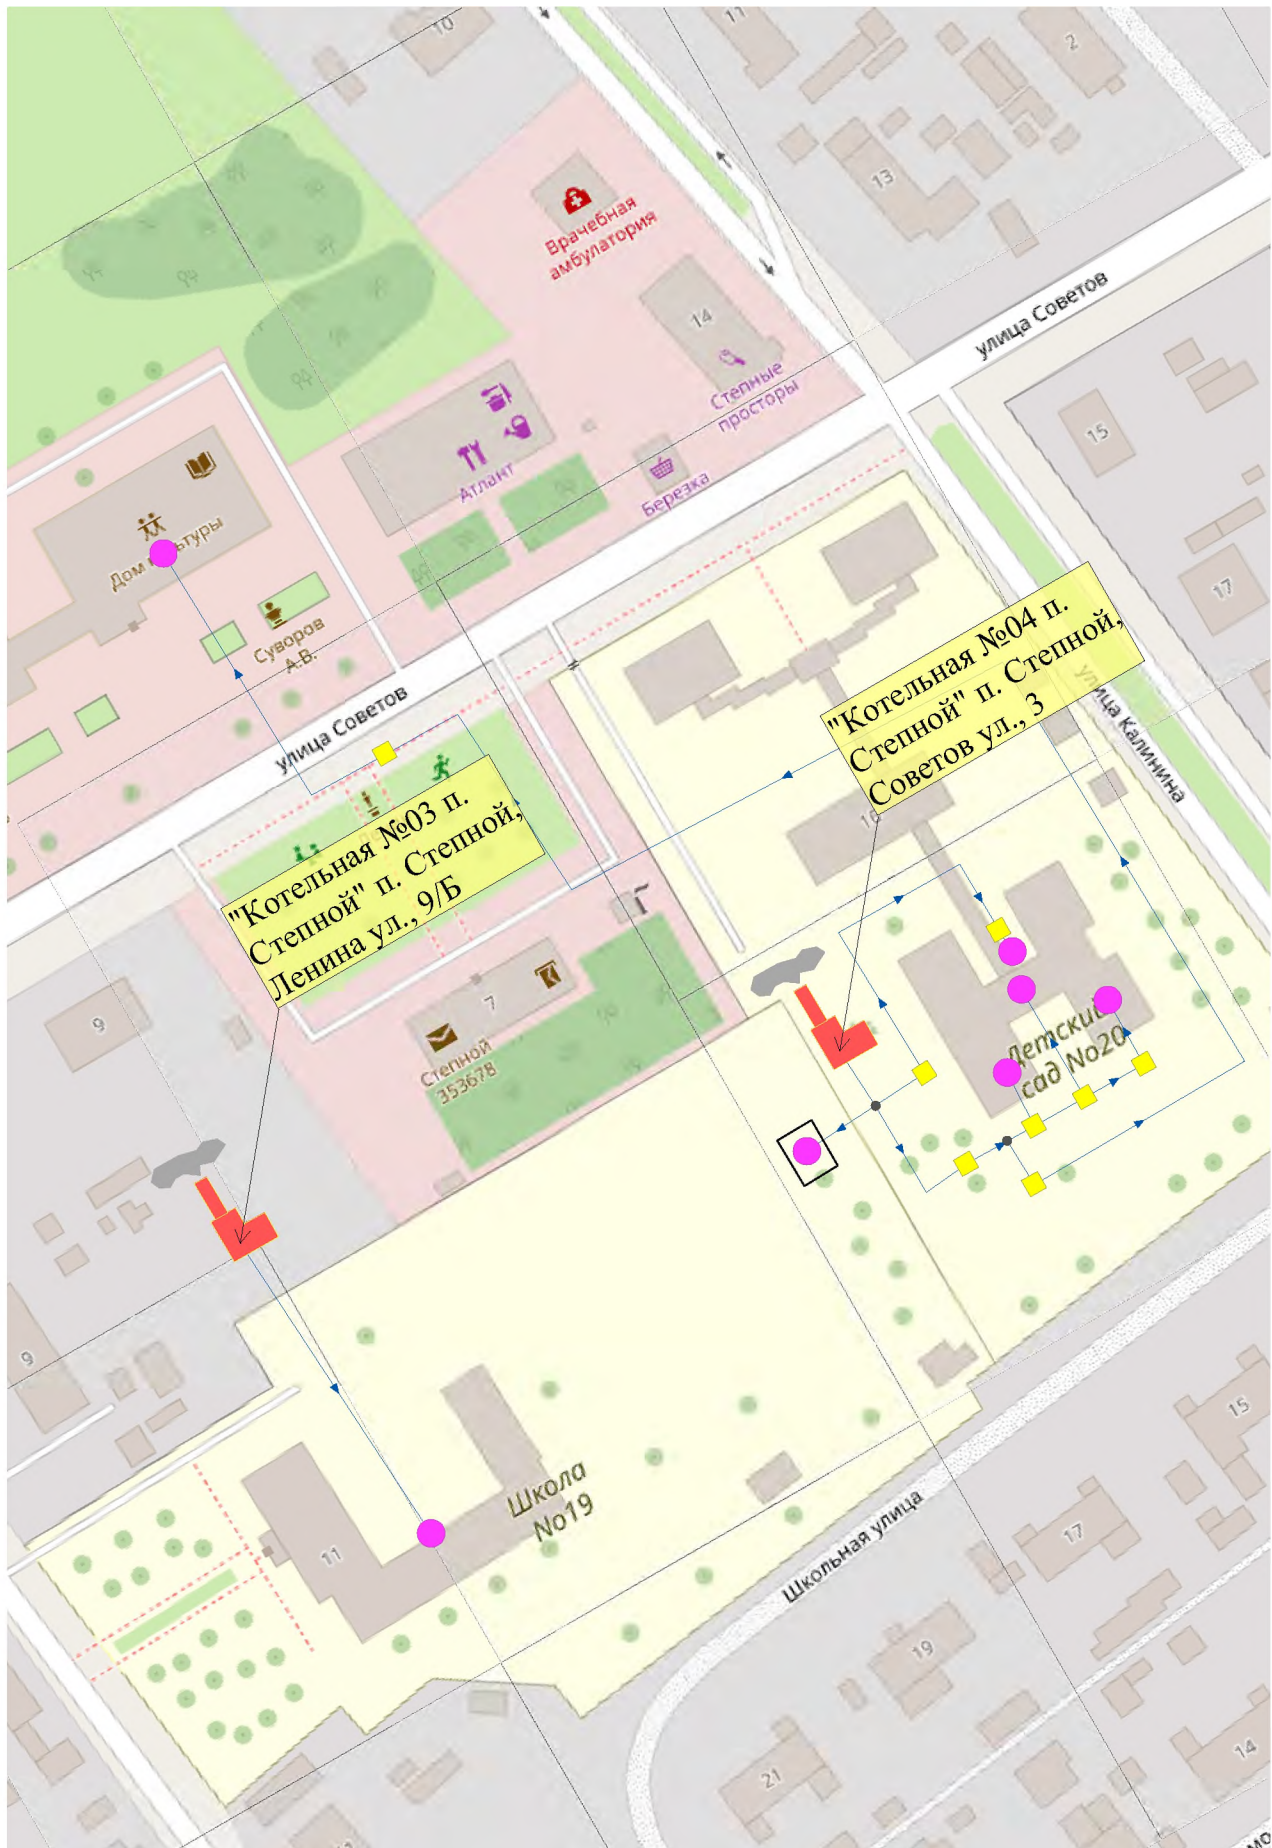 10
11
2
13
Врачебная
амбулатория
14
Степные
просторы
улица Советов
15
Атлант
Березка
17
Суворов
А.В.
улица Советов
"Котельная №04 п.
Степной" п. Степной,
Советов ул., 3
улица Калинина
"Котельная №03 п.
Степной" п. Степной,
Ленина ул., 9/Б
9
7
Степной
353678
Детский
сад No20
9
Школа
No19
11
15
17
Школьная улица
19
21
14